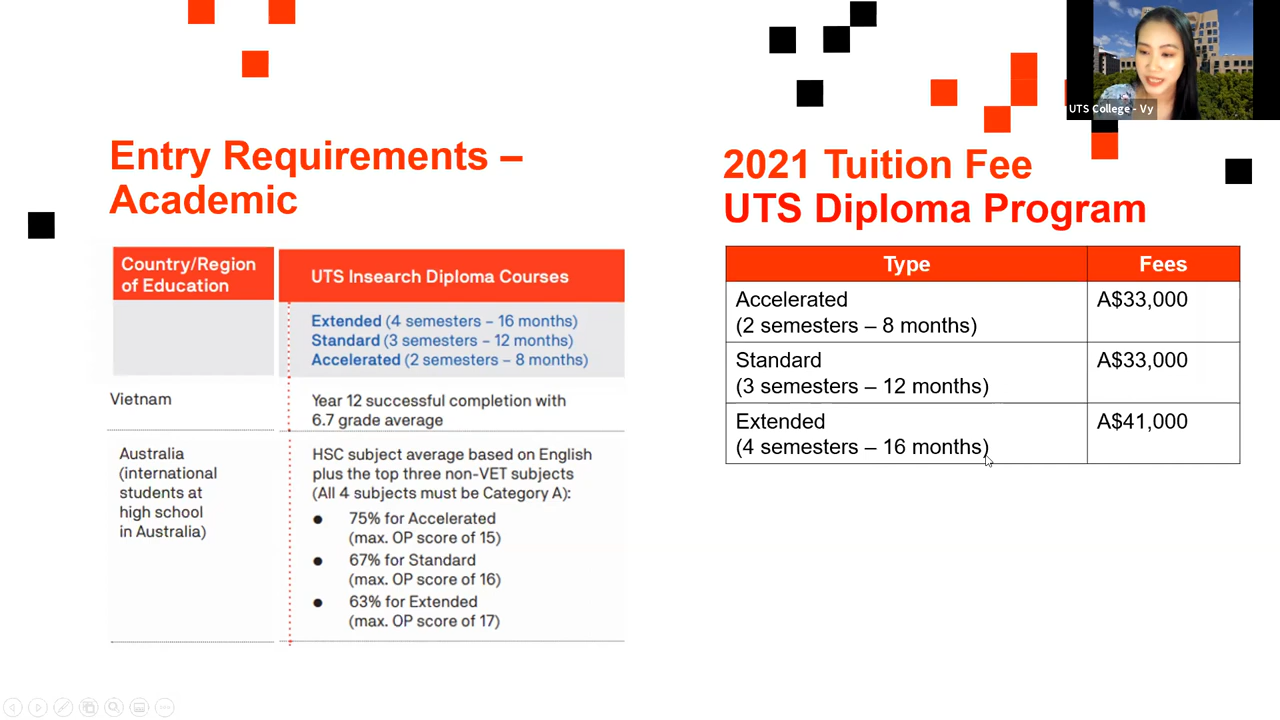 Entry Requirements –
Academic
Country/Region
of Education
UTS Insearch Diploma Courses
Extended (4 semesters – 16 months)
Standard (3 semesters – 12 months)
Accelerated (2 semesters – 8 months)
Vietnam
Year 12 successful completion with
6.7 grade average
Australia
(international
students at
high school
in Australia)
HSC subject average based on English
plus the top three non-VET subjects
(All 4 subjects must be Category A):
● 75% for Accelerated
(max. OP score of 15)
● 67% for Standard
(max. OP score of 16)
● 63% for Extended
(max. OP score of 17)
UTS College - Vy
2021 Tuition Fee
UTS Diploma Program
Type Fees
Accelerated A$33,000
(2 semesters – 8 months)
Standard A$33,000
(3 semesters – 12 months)
Extended A$41,000
(4 semesters – 16 months)